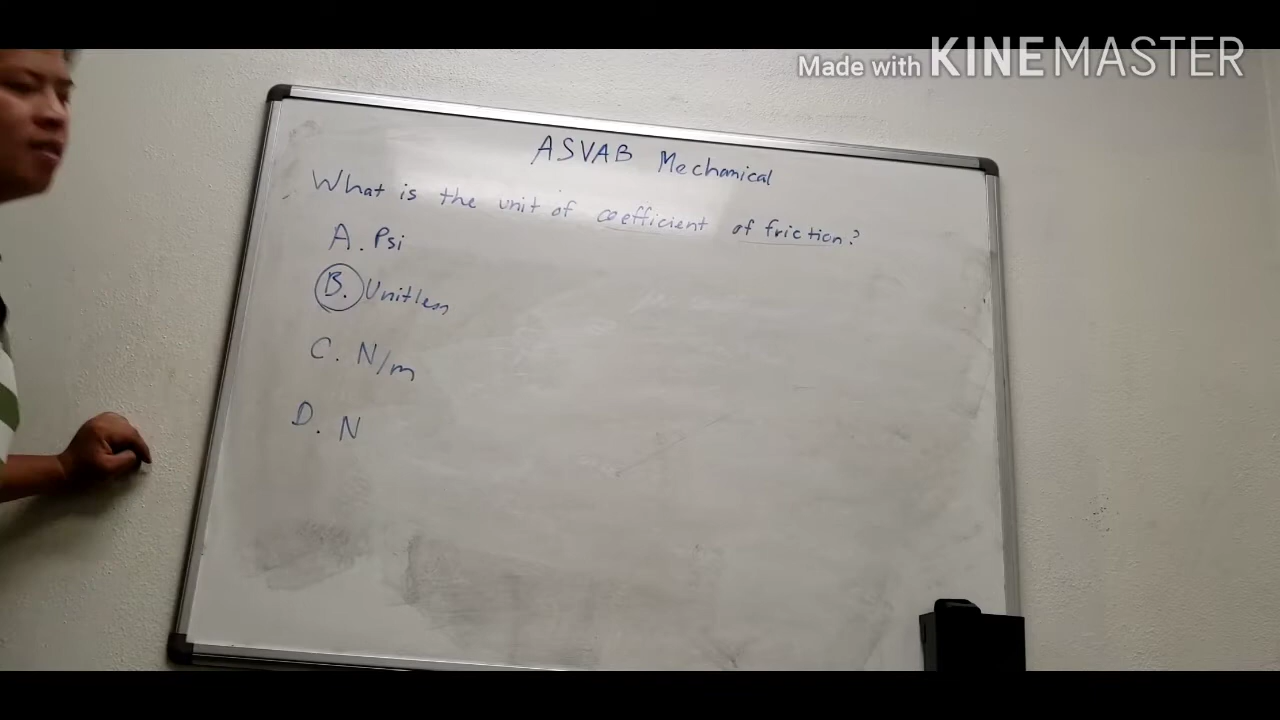 Made with KINEMASTER
ASVAB Mechanical
What is the unit of coefficient of friction?
A. Psi
B. Unitless
C. N/m
D. N